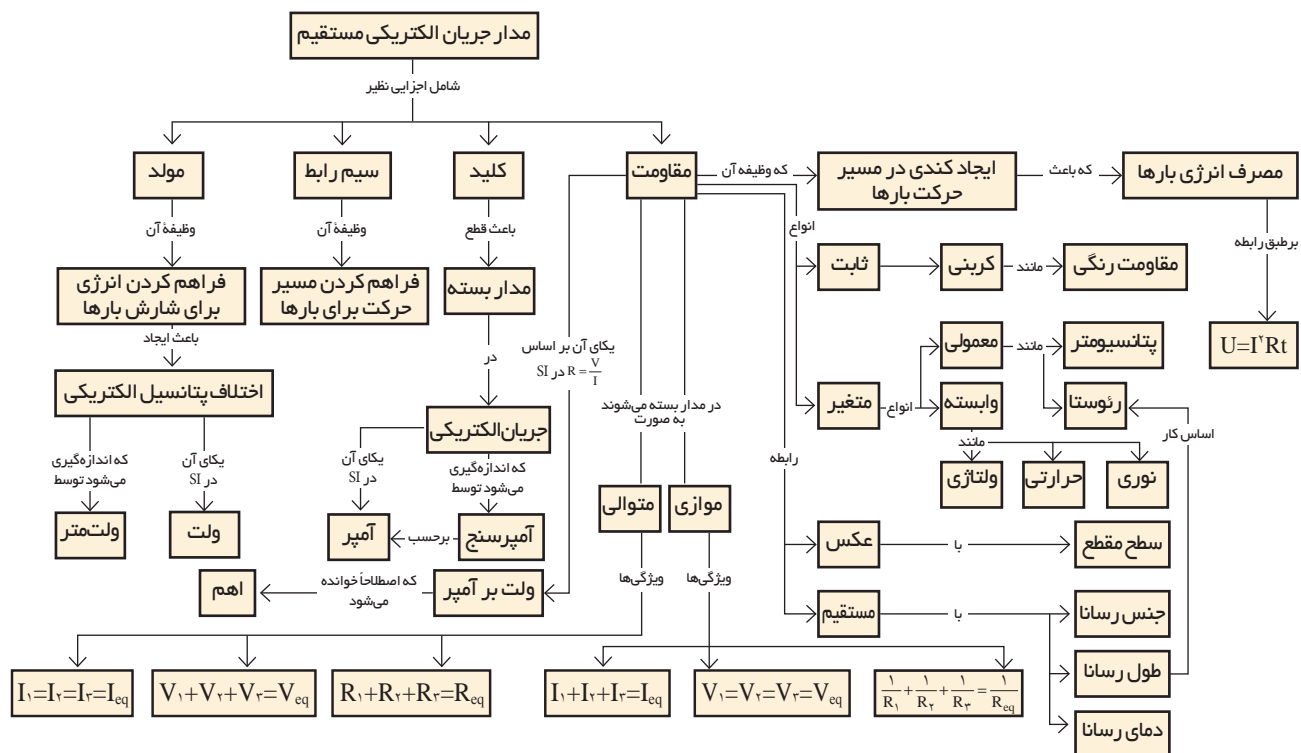 مدار جریان الکتریکی مستقیم
شامل اجزایی نظیر
مقاومت
کلید
سیم رابط
مولد
که وظیفه آن
ایجاد کندی در مسیر
حرکت بارها
که باعث
مصرف انرژی بارها
برطبق رابطه
U=I²Rt
انواع
ثابت
کربنی
مانند
مقاومت رنگی
متغیر
انواع
معمولی
مانند
پتانسیومتر
رئوستا
وابسته
مانند
نوری
حرارتی
ولتاژی
اساس کار
رابطه
عکس
با
سطح مقطع
مستقیم
با
جنس رسانا
طول رسانا
دمای رسانا
در مدار بسته می‌شوند
به صورت
موازی
متوالی
ویژگی‌ها
ویژگی‌ها
یکای آن بر اساس
R = V/I در SI
ولت بر آمپر
که اصطلاحاً خوانده
می‌شود
اهم
باعث قطع
مدار بسته
در
جریان الکتریکی
که اندازه‌گیری
می‌شود توسط
یکای آن
در SI
آمپرسنج
برحسب
آمپر
وظیفهٔ آن
فراهم کردن مسیر
حرکت برای بارها
وظیفهٔ آن
فراهم کردن انرژی
برای شارش بارها
باعث ایجاد
اختلاف پتانسیل الکتریکی
یکای آن
در SI
ولت
که اندازه‌گیری
می‌شود توسط
ولت‌متر
I₁=I₂=I₃=Ieq
V₁+V₂+V₃=Veq
R₁+R₂+R₃=Req
I₁+I₂+I₃=Ieq
V₁=V₂=V₃=Veq
۱/R₁ + ۱/R₂ + ۱/R₃ = ۱/Req